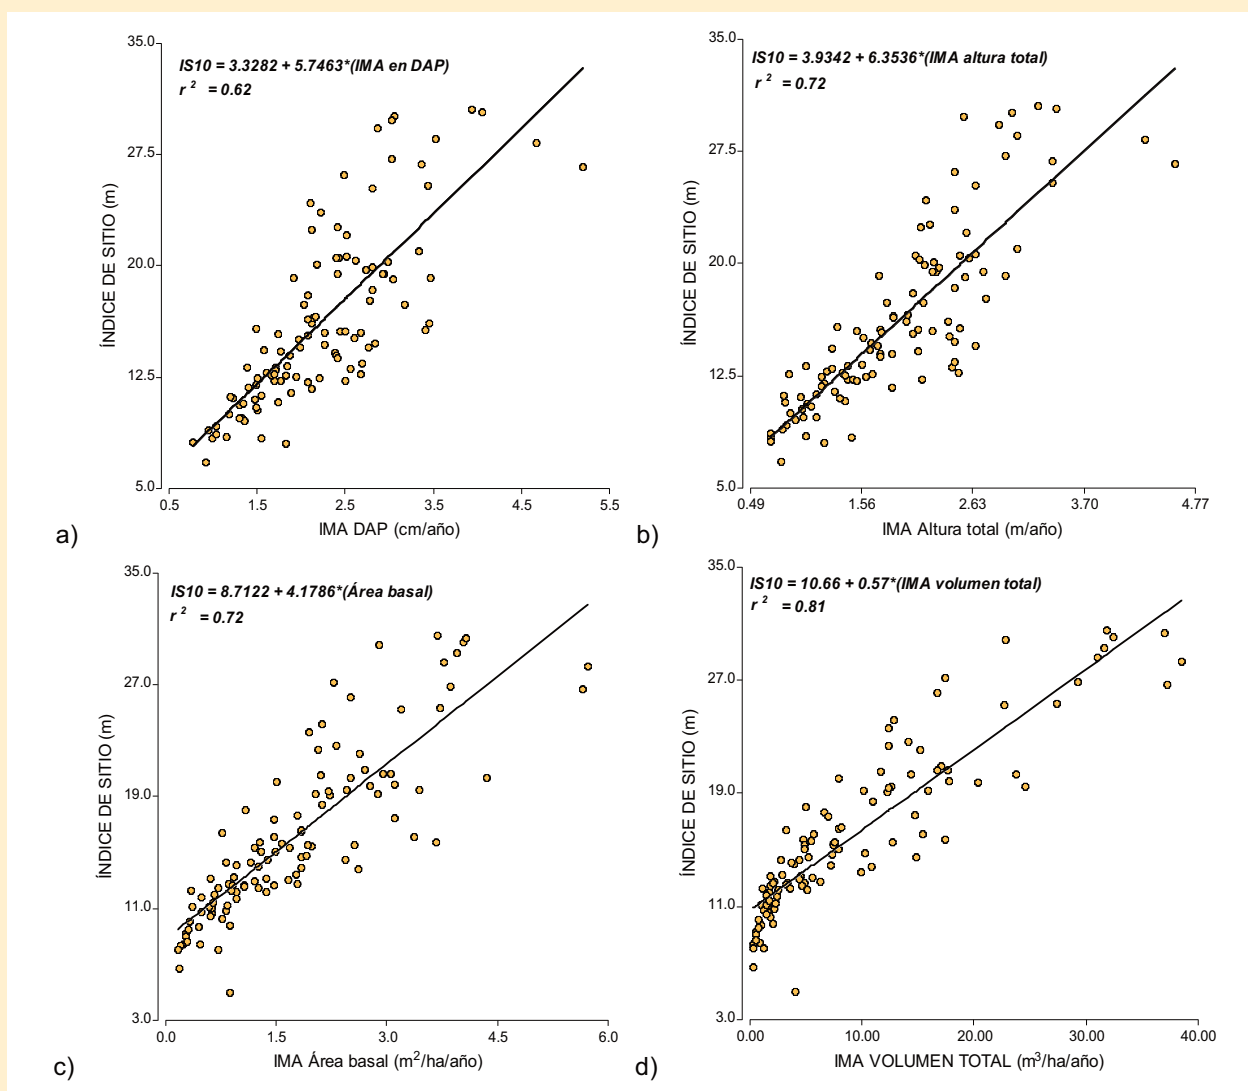 35.0
27.5
20.0
12.5
5.0
ÍNDICE DE SITIO (m)
IS10 = 3.3282 + 5.7463*(IMA en DAP)
r 2 = 0.62
0.5 1.5 2.5 3.5 4.5 5.5
IMA DAP (cm/año)
a)
35.0
27.5
20.0
12.5
5.0
ÍNDICE DE SITIO (m)
IS10 = 3.9342 + 6.3536*(IMA altura total)
r 2 = 0.72
0.49 1.56 2.63 3.70 4.77
IMA Altura total (m/año)
b)
35.0
27.0
19.0
11.0
3.0
ÍNDICE DE SITIO (m)
IS10 = 8.7122 + 4.1786*(Área basal)
r 2 = 0.72
0.0 1.5 3.0 4.5 6.0
IMA Área basal (m2/ha/año)
c)
35.0
27.0
19.0
11.0
3.0
ÍNDICE DE SITIO (m)
IS10 = 10.66 + 0.57*(IMA volumen total)
r 2 = 0.81
0.00 10.00 20.00 30.00 40.00
IMA VOLUMEN TOTAL (m3/ha/año)
d)